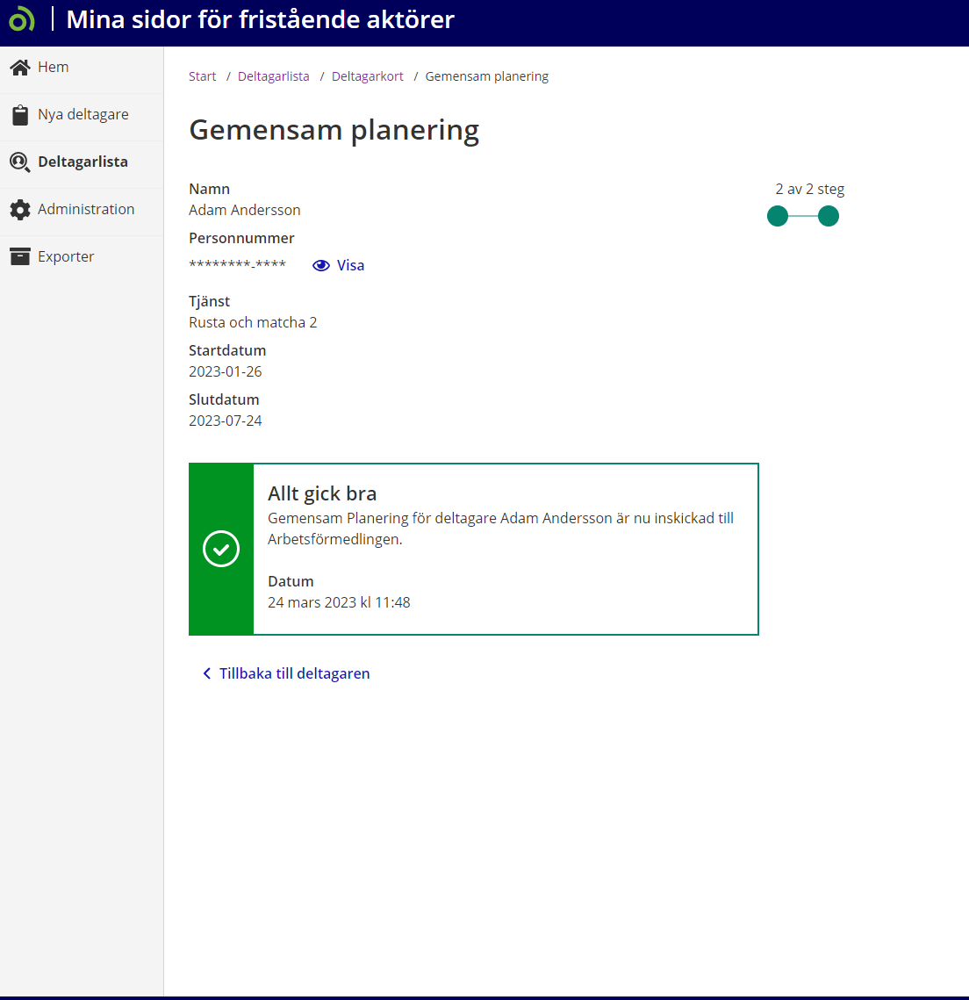 Mina sidor för fristående aktörer
Hem
Nya deltagare
Deltagarlista
Administration
Exporter
Start / Deltagarlista / Deltagarkort / Gemensam planering
Gemensam planering
2 av 2 steg
Namn
Adam Andersson
Personnummer
********-**** Visa
Tjänst
Rusta och matcha 2
Startdatum
2023-01-26
Slutdatum
2023-07-24
Allt gick bra
Gemensam Planering för deltagare Adam Andersson är nu inskickad till
Arbetsförmedlingen.
Datum
24 mars 2023 kl 11:48
Tillbaka till deltagaren